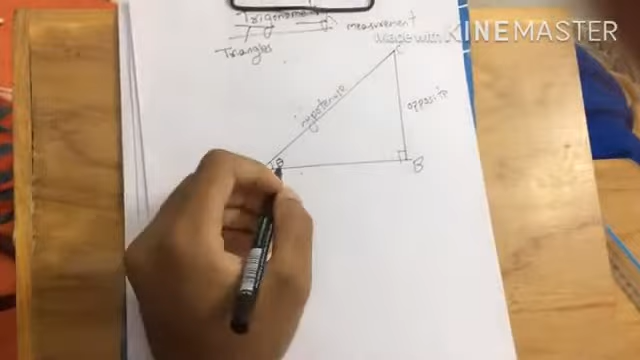 Trigonometry
measurement
Made with KINEMASTER
Triangles
C
hypotenuse
opposite
θ
B